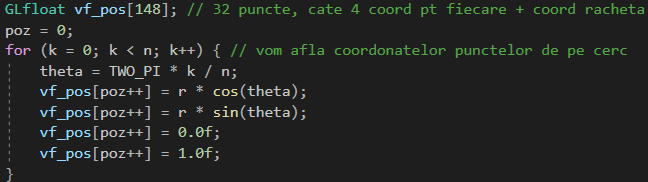 GLfloat vf_pos[148]; // 32 puncte, cate 4 coord pt fiecare + coord racheta
poz = 0;
for (k = 0; k < n; k++) { // vom afla coordonatelor punctelor de pe cerc
    theta = TWO_PI * k / n;
    vf_pos[poz++] = r * cos(theta);
    vf_pos[poz++] = r * sin(theta);
    vf_pos[poz++] = 0.0f;
    vf_pos[poz++] = 1.0f;
}